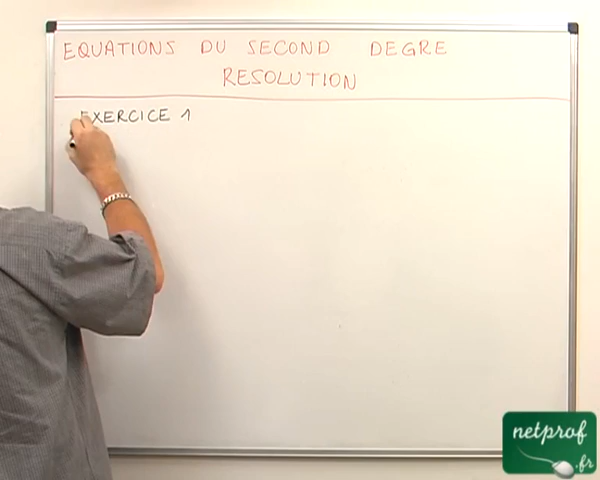 EQUATIONS DU SECOND DEGRE
RESOLUTION
EXERCICE 1
netprof
.fr